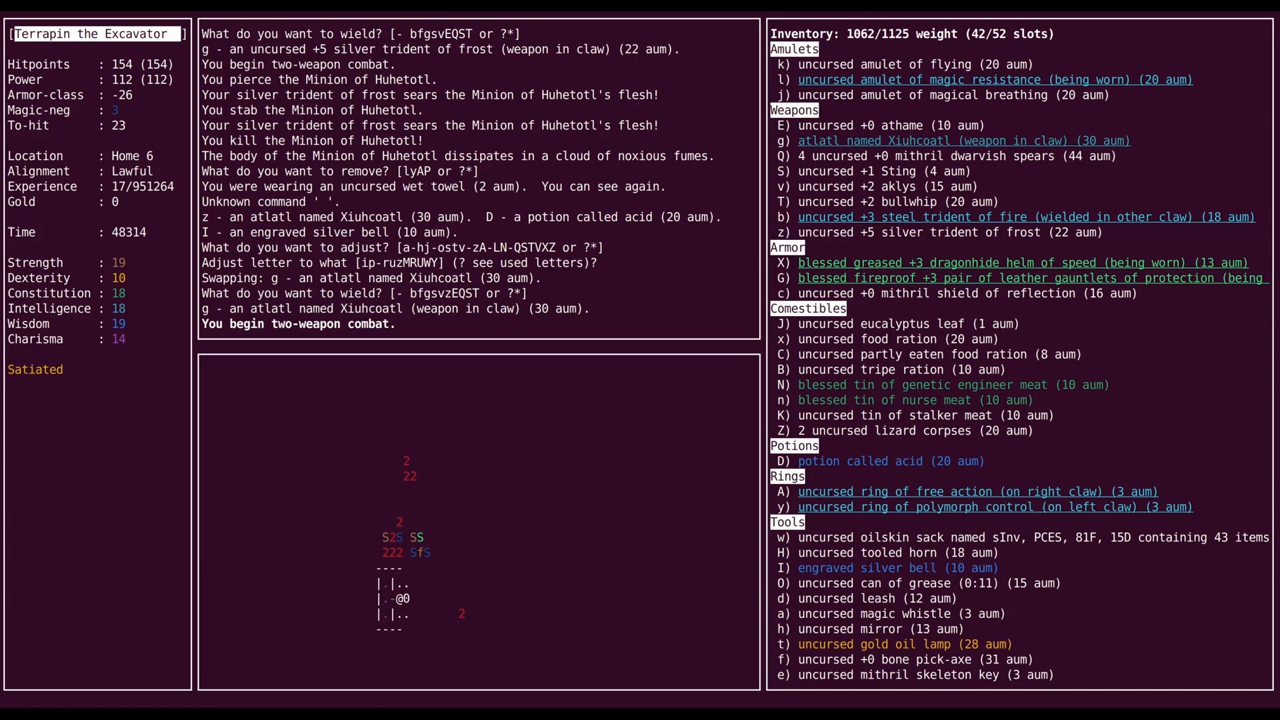 [Terrapin the Excavator ]
Hitpoints : 154 (154)
Power : 112 (112)
Armor-class : -26
Magic-neg : 3
To-hit : 23
Location : Home 6
Alignment : Lawful
Experience : 17/951264
Gold : 0
Time : 48314
Strength : 19
Dexterity : 10
Constitution : 18
Intelligence : 18
Wisdom : 19
Charisma : 14
Satiated
What do you want to wield? [- bfgsvEQST or ?*]
g - an uncursed +5 silver trident of frost (weapon in claw) (22 aum).
You begin two-weapon combat.
You pierce the Minion of Huhetotl.
Your silver trident of frost sears the Minion of Huhetotl's flesh!
You stab the Minion of Huhetotl.
Your silver trident of frost sears the Minion of Huhetotl's flesh!
You kill the Minion of Huhetotl!
The body of the Minion of Huhetotl dissipates in a cloud of noxious fumes.
What do you want to remove? [lyAP or ?*]
You were wearing an uncursed wet towel (2 aum).  You can see again.
Unknown command ' '.
z - an atlatl named Xiuhcoatl (30 aum).  D - a potion called acid (20 aum).
I - an engraved silver bell (10 aum).
What do you want to adjust? [a-hj-ostv-zA-LN-QSTVXZ or ?*]
Adjust letter to what [ip-ruzMRUWY] (? see used letters)?
Swapping: g - an atlatl named Xiuhcoatl (30 aum).
What do you want to wield? [- bfgsvzEQST or ?*]
g - an atlatl named Xiuhcoatl (weapon in claw) (30 aum).
You begin two-weapon combat.
2
22
2
S2S SS
222 SfS
----
|.|..
|.-@0
|.|.. 2
----
Inventory: 1062/1125 weight (42/52 slots)
Amulets
k) uncursed amulet of flying (20 aum)
l) uncursed amulet of magic resistance (being worn) (20 aum)
j) uncursed amulet of magical breathing (20 aum)
Weapons
E) uncursed +0 athame (10 aum)
g) atlatl named Xiuhcoatl (weapon in claw) (30 aum)
Q) 4 uncursed +0 mithril dwarvish spears (44 aum)
S) uncursed +1 Sting (4 aum)
v) uncursed +2 aklys (15 aum)
T) uncursed +2 bullwhip (20 aum)
b) uncursed +3 steel trident of fire (wielded in other claw) (18 aum)
z) uncursed +5 silver trident of frost (22 aum)
Armor
X) blessed greased +3 dragonhide helm of speed (being worn) (13 aum)
G) blessed fireproof +3 pair of leather gauntlets of protection (being
c) uncursed +0 mithril shield of reflection (16 aum)
Comestibles
J) uncursed eucalyptus leaf (1 aum)
x) uncursed food ration (20 aum)
C) uncursed partly eaten food ration (8 aum)
B) uncursed tripe ration (10 aum)
N) blessed tin of genetic engineer meat (10 aum)
n) blessed tin of nurse meat (10 aum)
K) uncursed tin of stalker meat (10 aum)
Z) 2 uncursed lizard corpses (20 aum)
Potions
D) potion called acid (20 aum)
Rings
A) uncursed ring of free action (on right claw) (3 aum)
y) uncursed ring of polymorph control (on left claw) (3 aum)
Tools
w) uncursed oilskin sack named sInv, PCES, 81F, 15D containing 43 items
H) uncursed tooled horn (18 aum)
I) engraved silver bell (10 aum)
O) uncursed can of grease (0:11) (15 aum)
d) uncursed leash (12 aum)
a) uncursed magic whistle (3 aum)
h) uncursed mirror (13 aum)
t) uncursed gold oil lamp (28 aum)
f) uncursed +0 bone pick-axe (31 aum)
e) uncursed mithril skeleton key (3 aum)